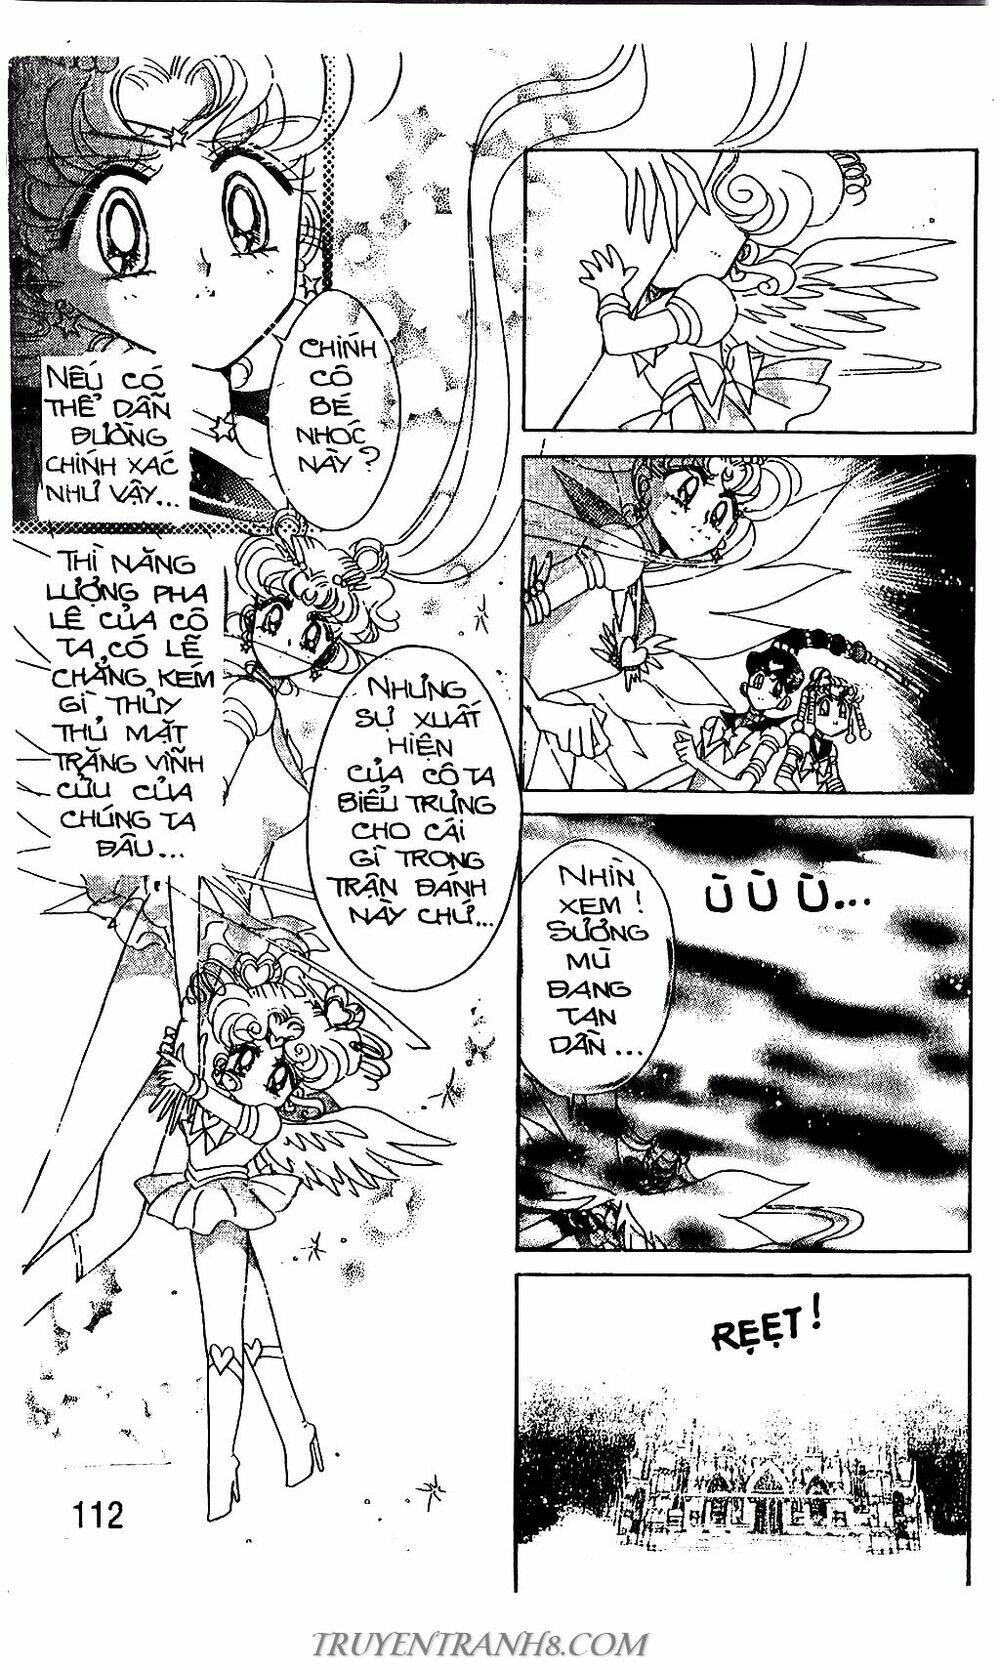 CHÍNH
CÔ
BÉ
NHOC
NÀY?
NẾU CÓ
THỂ DẪN
ĐƯỜNG
CHÍNH XÁC
NHƯ VẬY...
THÌ NĂNG
LƯỢNG PHA
LÊ CỦA CÔ
TA CÓ LẼ
CHẲNG KÉM
GÌ THỦY
THỦ MẶT
TRĂNG VĨNH
CỬU CỦA
CHÚNG TA
ĐÂU...
NHƯNG
SỰ XUẤT
HIỆN
CỦA CÔ TA
BIỂU TRƯNG
CHO CÁI
GÌ TRONG
TRẬN ĐÁNH
NÀY CHỨ...
NHÌN
XEM!
SƯƠNG
MÙ
ĐANG
TAN
DẦN...
Ù Ù Ù...
RẸẸT!
112
TRUYENTRANH8.COM